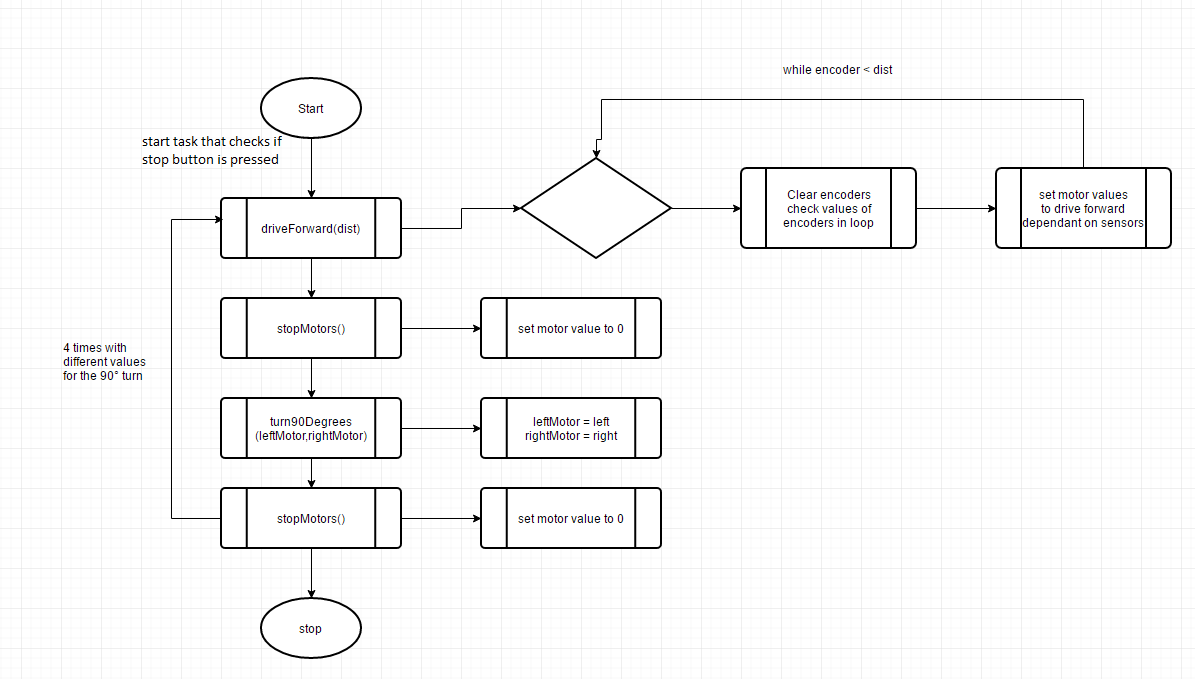 while encoder < dist
Start
start task that checks if
stop button is pressed
driveForward(dist)
Clear encoders
check values of
encoders in loop
set motor values
to drive forward
dependant on sensors
stopMotors()
set motor value to 0
4 times with
different values
for the 90° turn
turn90Degrees
(leftMotor,rightMotor)
leftMotor = left
rightMotor = right
stopMotors()
set motor value to 0
stop